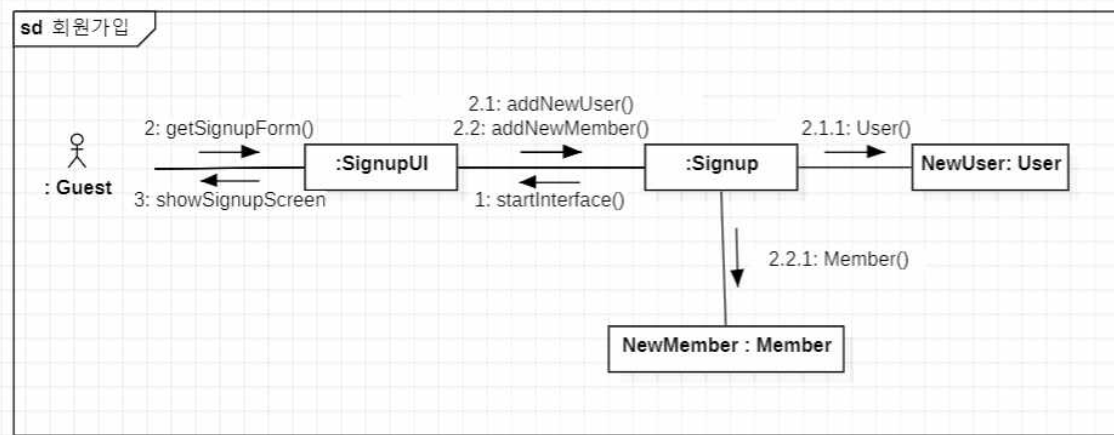 sd 회원가입
2.1: addNewUser()
2: getSignupForm()
2.2: addNewMember()
2.1.1: User()
:SignupUI
:Signup
NewUser: User
: Guest
3: showSignupScreen
1: startInterface()
2.2.1: Member()
NewMember : Member